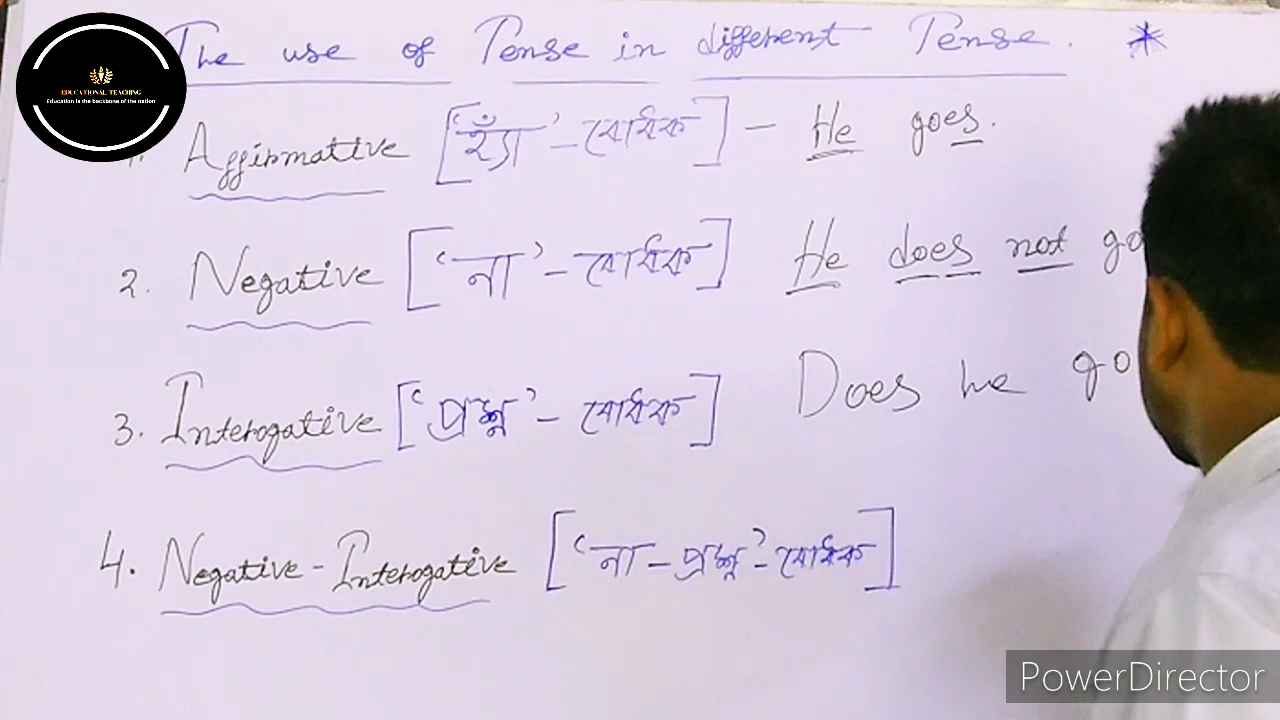 The use of Tense in different Tense. *
EDUCATIONAL TEACHING
Education is the backbone of the nation
1. Affirmative ['হ্যাঁ' - বোধক] - He goes.
2. Negative ['না' - বোধক] He does not go
3. Interogative ['প্রশ্ন' - বোধক] Does he go
4. Negative - Interogative ['না - প্রশ্ন' - বোধক]
PowerDirector